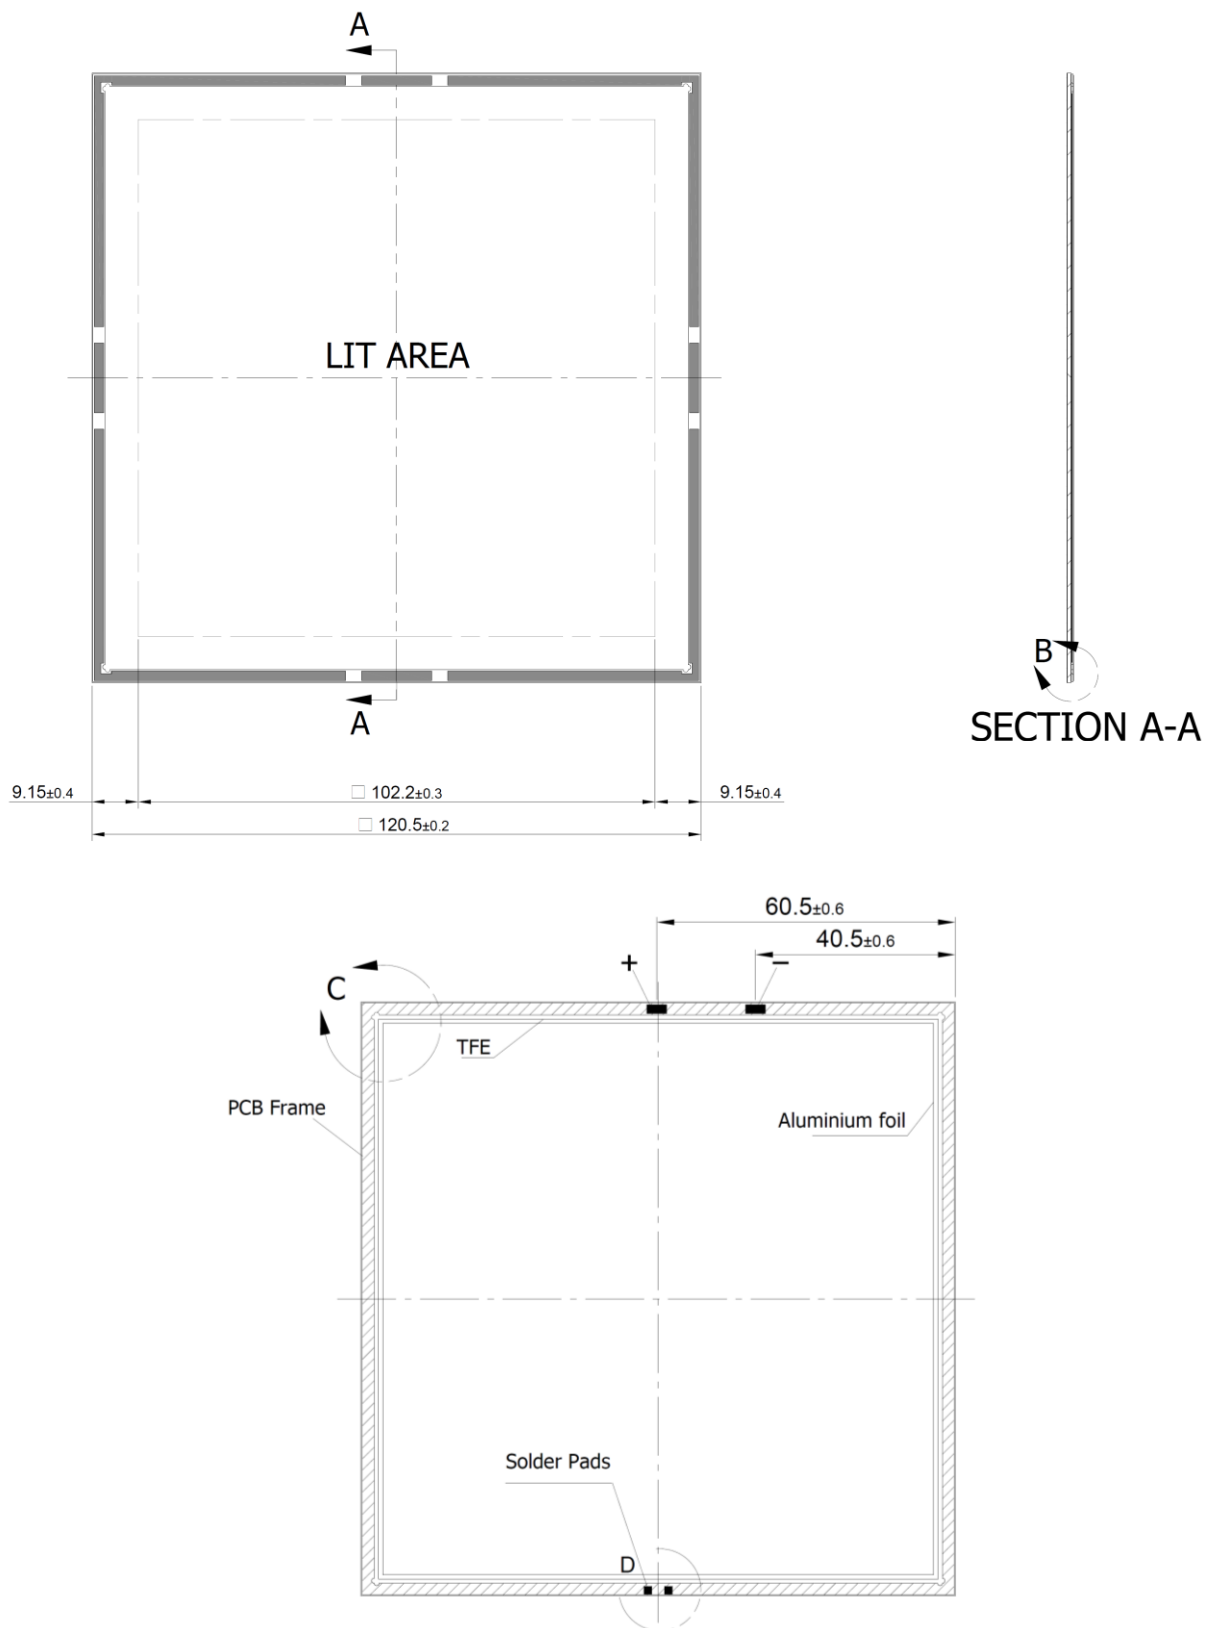 A
LIT AREA
A
B
SECTION A-A
9.15±0.4
□ 102.2±0.3
9.15±0.4
□ 120.5±0.2
60.5±0.6
40.5±0.6
+
−
C
TFE
PCB Frame
Aluminium foil
Solder Pads
D